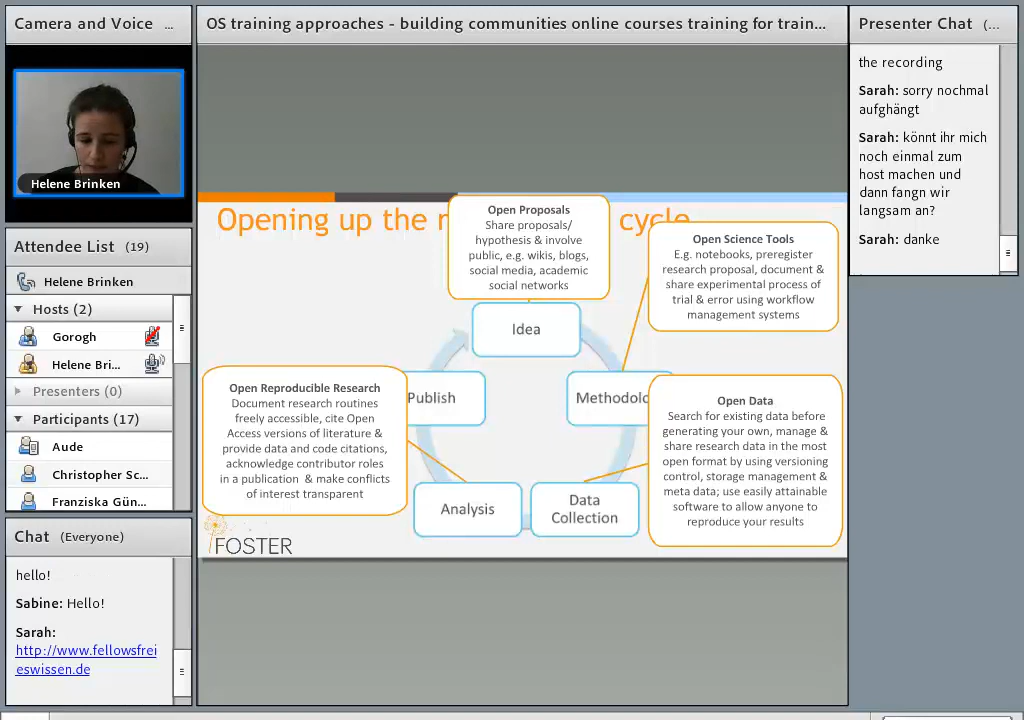 Camera and Voice ...
Helene Brinken
Attendee List (19)
Helene Brinken
Hosts (2)
Gorogh
Helene Bri...
Presenters (0)
Participants (17)
Aude
Christopher Sc...
Franziska Gün...
Chat (Everyone)
hello!
Sabine: Hello!
Sarah:
http://www.fellowsfrei
eswissen.de
OS training approaches - building communities online courses training for train...
Opening up the r
cycle
Open Proposals
Share proposals/
hypothesis & involve
public, e.g. wikis, blogs,
social media, academic
social networks
Open Science Tools
E.g. notebooks, preregister
research proposal, document &
share experimental process of
trial & error using workflow
management systems
Idea
Publish
Methodolo
Open Reproducible Research
Document research routines
freely accessible, cite Open
Access versions of literature &
provide data and code citations,
acknowledge contributor roles
in a publication & make conflicts
of interest transparent
Open Data
Search for existing data before
generating your own, manage &
share research data in the most
open format by using versioning
control, storage management &
meta data; use easily attainable
software to allow anyone to
reproduce your results
Analysis
Data
Collection
FOSTER
Presenter Chat (...
the recording
Sarah: sorry nochmal
aufghängt
Sarah: könnt ihr mich
noch einmal zum
host machen und
dann fangn wir
langsam an?
Sarah: danke